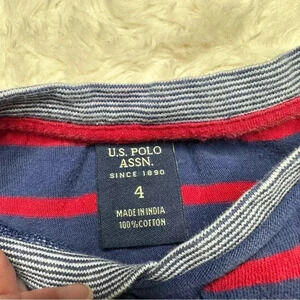 U.S. POLO
ASSN.
SINCE 1890
4
MADE IN INDIA
100% COTTON